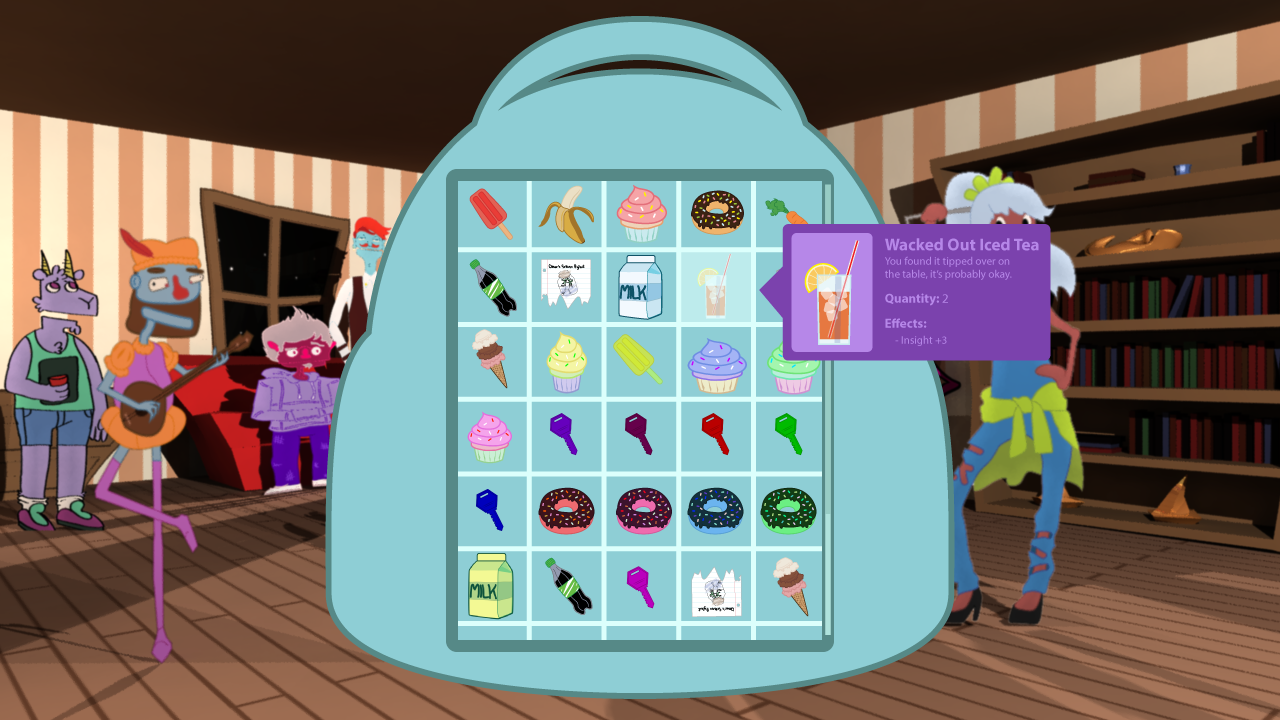 Wacked Out Iced Tea
You found it tipped over on
the table, it's probably okay.
Quantity: 2
Effects:
- Insight +3
MILK
MILK